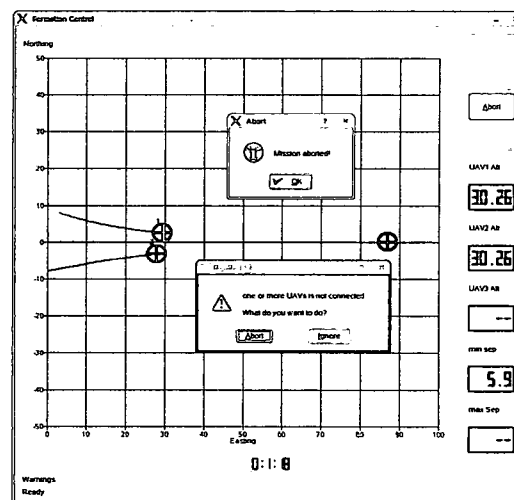 Formation Control
Northing
50
40
30
20
10
0
-10
-20
-30
-40
-50
0 10 20 30 40 50 60 70 80 90 100
Easting
0:1:8
Abort ? ×
Mission aborted!
OK
one or more UAVs is not connected
What do you want to do?
Abort Ignore
Abort
UAV1 Alt
30.26
UAV2 Alt
30.26
UAV3 Alt
--
min sep
5.9
max Sep
--
Warnings
Ready